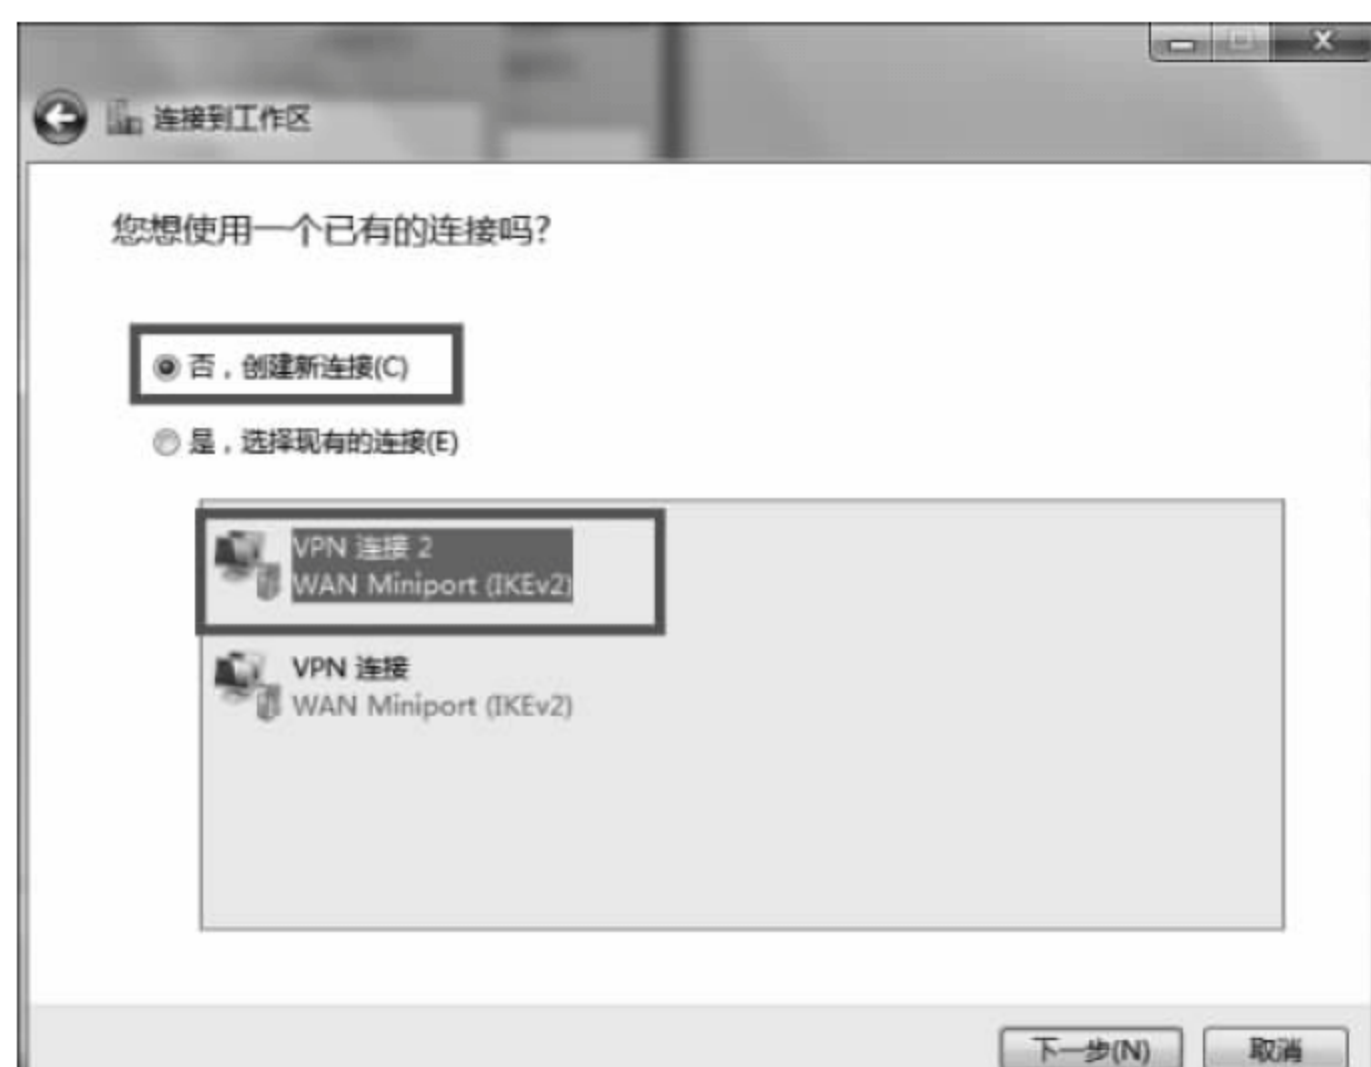 连接到工作区
您想使用一个已有的连接吗?
否，创建新连接(C)
是，选择现有的连接(E)
VPN 连接 2
WAN Miniport (IKEv2)
VPN 连接
WAN Miniport (IKEv2)
下一步(N)
取消